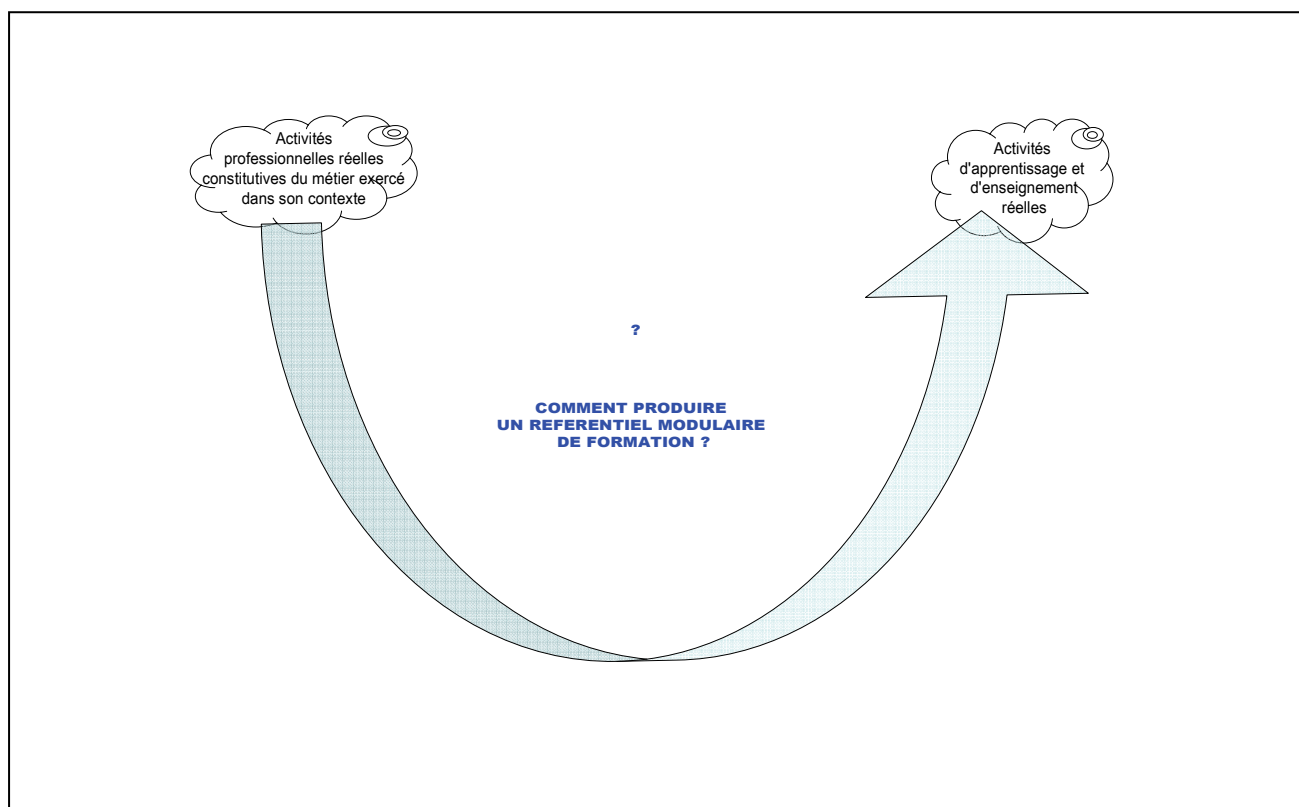 Activités
professionnelles réelles
constitutives du métier exercé
dans son contexte
Activités
d'apprentissage et
d'enseignement
réelles
?
COMMENT PRODUIRE
UN REFERENTIEL MODULAIRE
DE FORMATION ?